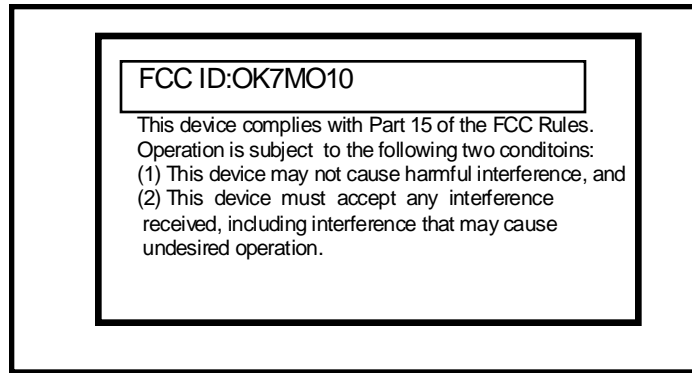 FCC ID:OK7MO10
This device complies with Part 15 of the FCC Rules.
Operation is subject to the following two conditoins:
(1) This device may not cause harmful interference, and
(2) This device must accept any interference
received, including interference that may cause
undesired operation.